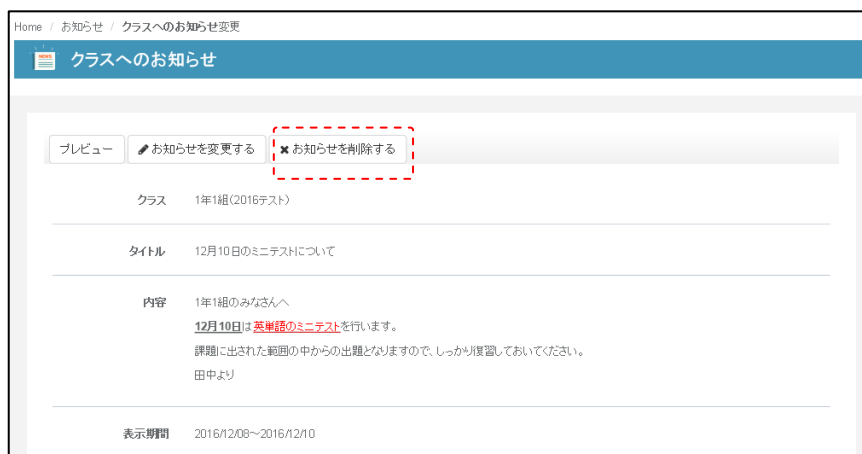 Home / お知らせ / クラスへのお知らせ変更
NEWS クラスへのお知らせ
プレビュー お知らせを変更する ✖お知らせを削除する
クラス 1年1組(2016テスト)
タイトル 12月10日のミニテストについて
内容 1年1組のみなさんへ
12月10日は英単語のミニテストを行います。
課題に出された範囲の中からの出題となりますので、しっかり復習しておいてください。
田中より
表示期間 2016/12/08～2016/12/10